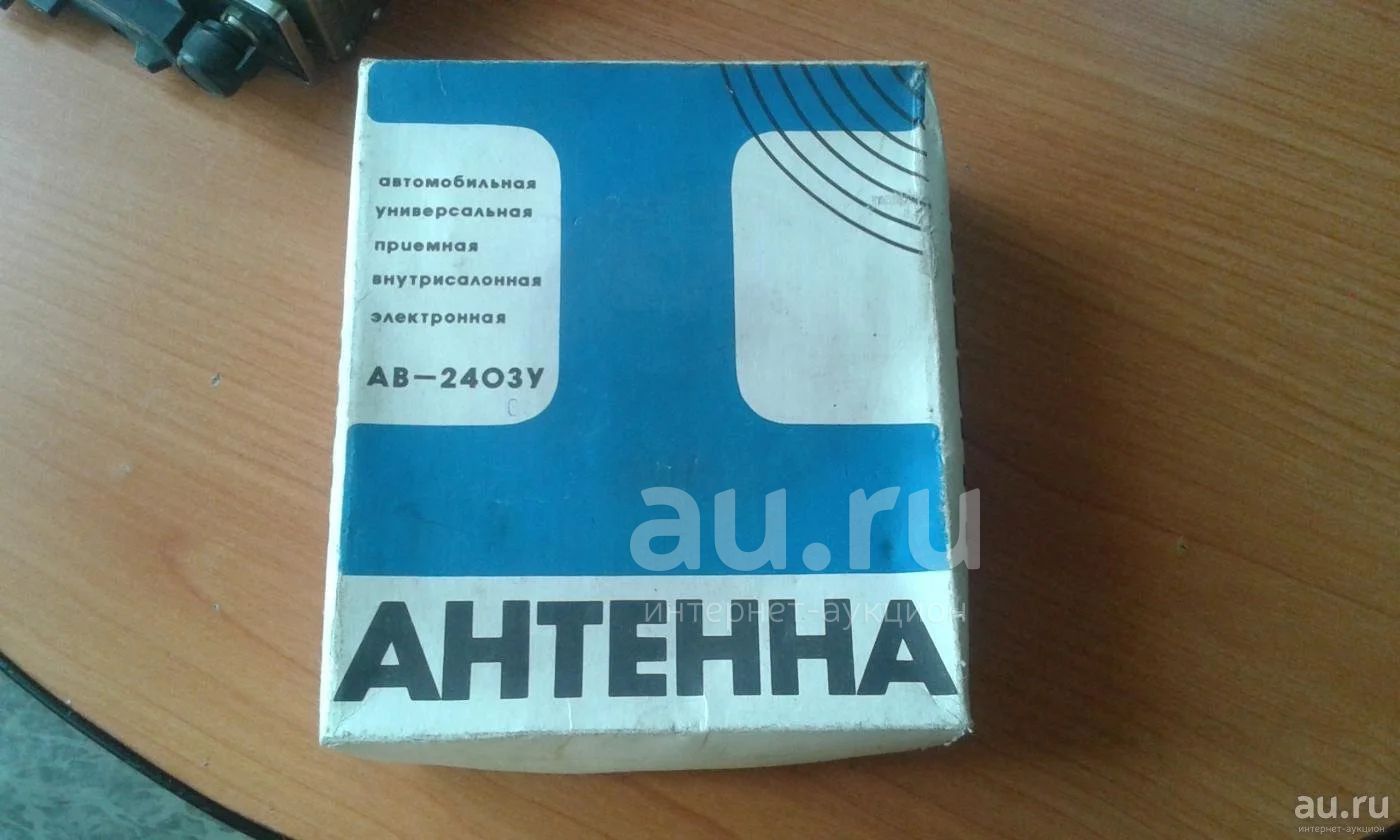 автомобильная
универсальная
приемная
внутрисалонная
электронная
АВ—2403У
С
au.ru
интернет-аукцион
АНТЕННА
au.ru
интернет-аукцион